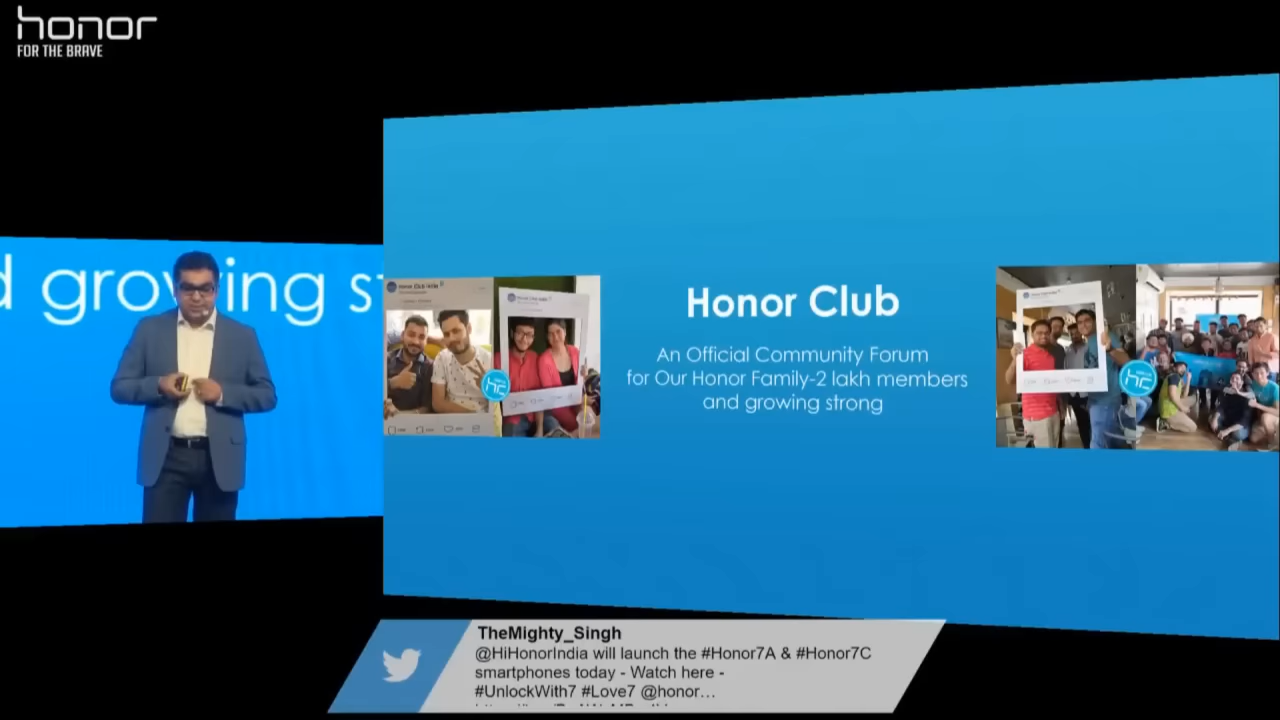 honor
FOR THE BRAVE
d growing st
Honor Club
An Official Community Forum
for Our Honor Family-2 lakh members
and growing strong
TheMighty_Singh
@HiHonorIndia will launch the #Honor7A & #Honor7C
smartphones today - Watch here -
#UnlockWith7 #Love7 @honor…